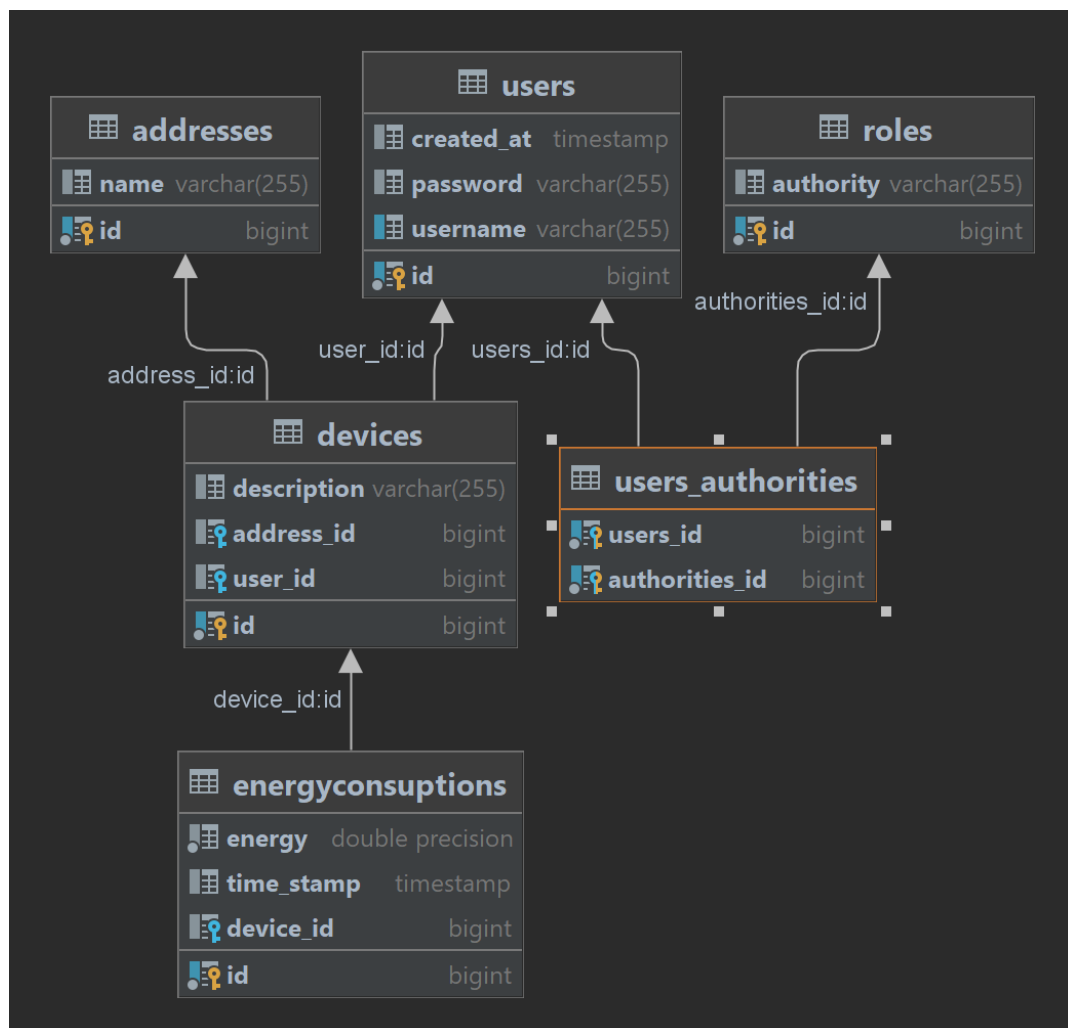 addresses
name varchar(255)
id bigint
users
created_at timestamp
password varchar(255)
username varchar(255)
id bigint
roles
authority varchar(255)
id bigint
address_id:id
user_id:id
users_id:id
authorities_id:id
devices
description varchar(255)
address_id bigint
user_id bigint
id bigint
users_authorities
users_id bigint
authorities_id bigint
device_id:id
energyconsuptions
energy double precision
time_stamp timestamp
device_id bigint
id bigint